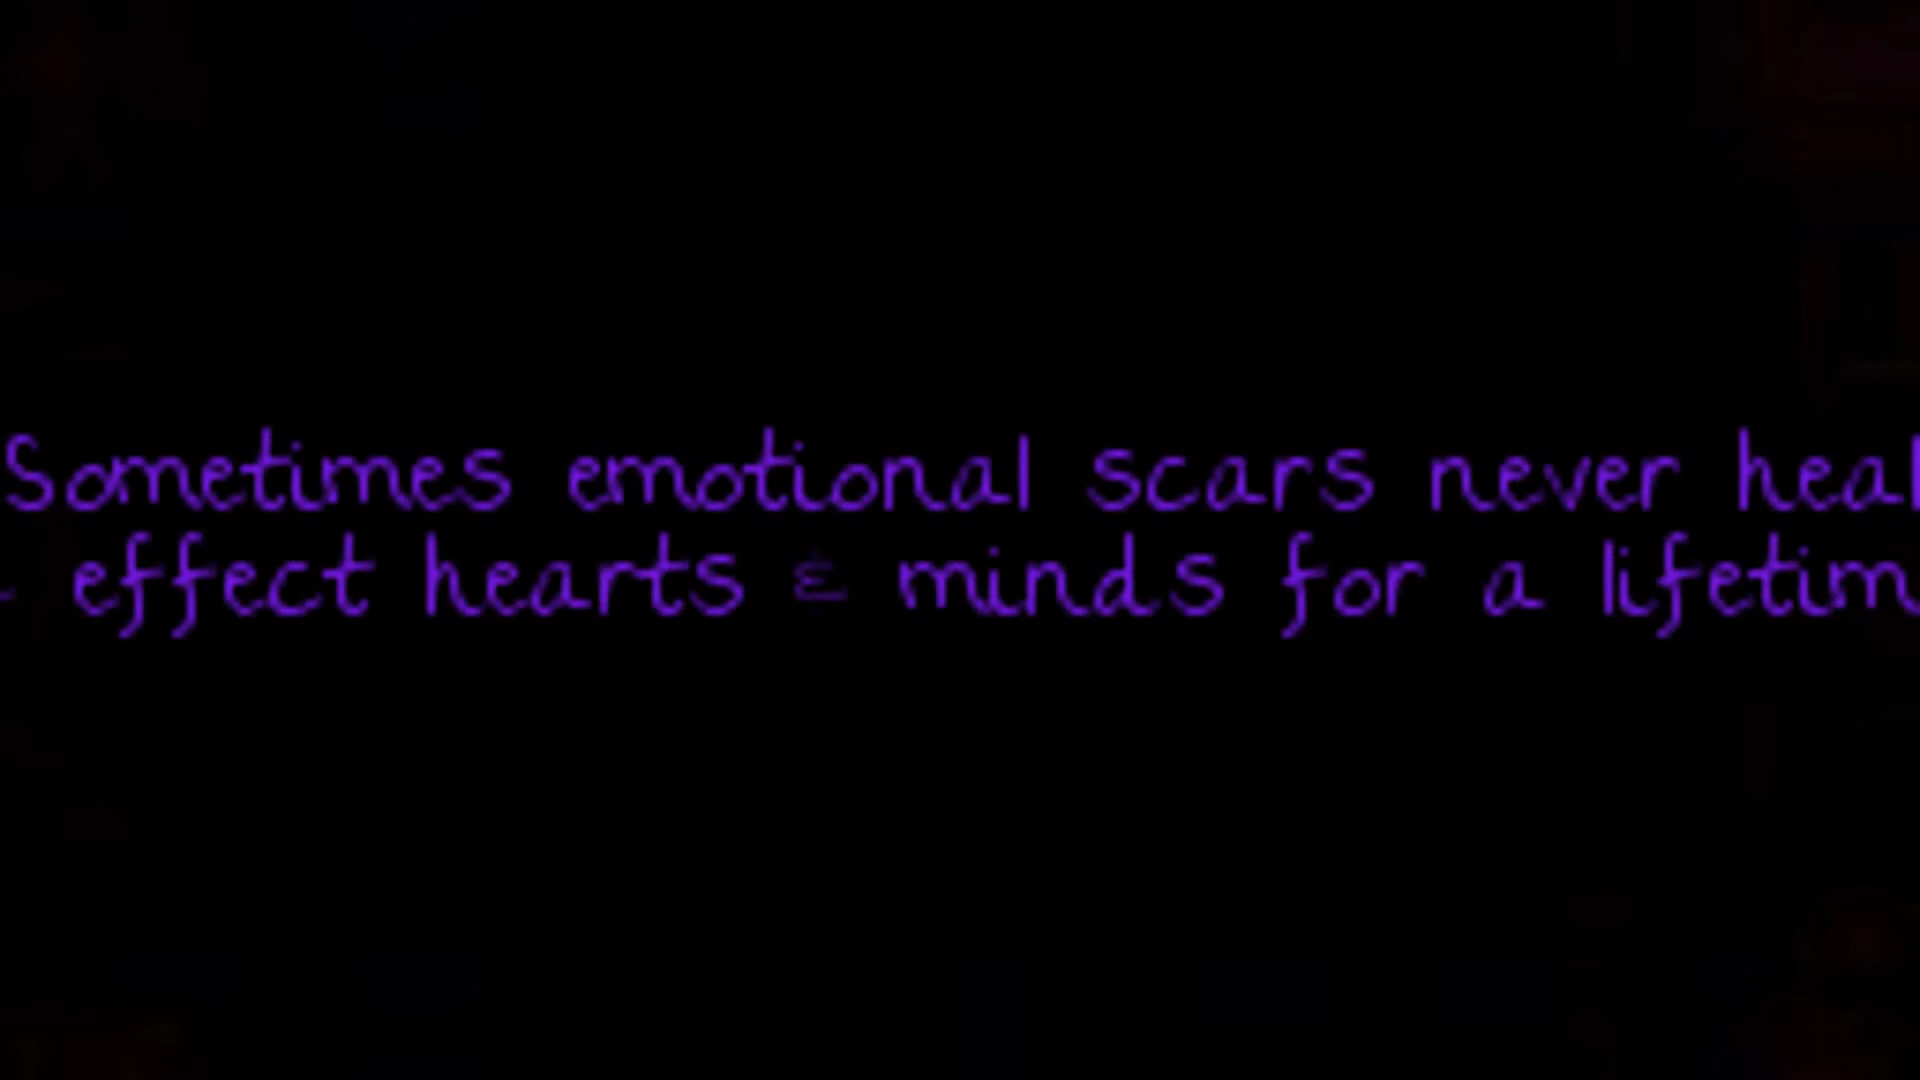 Sometimes emotional scars never heal
effect hearts & minds for a lifetim